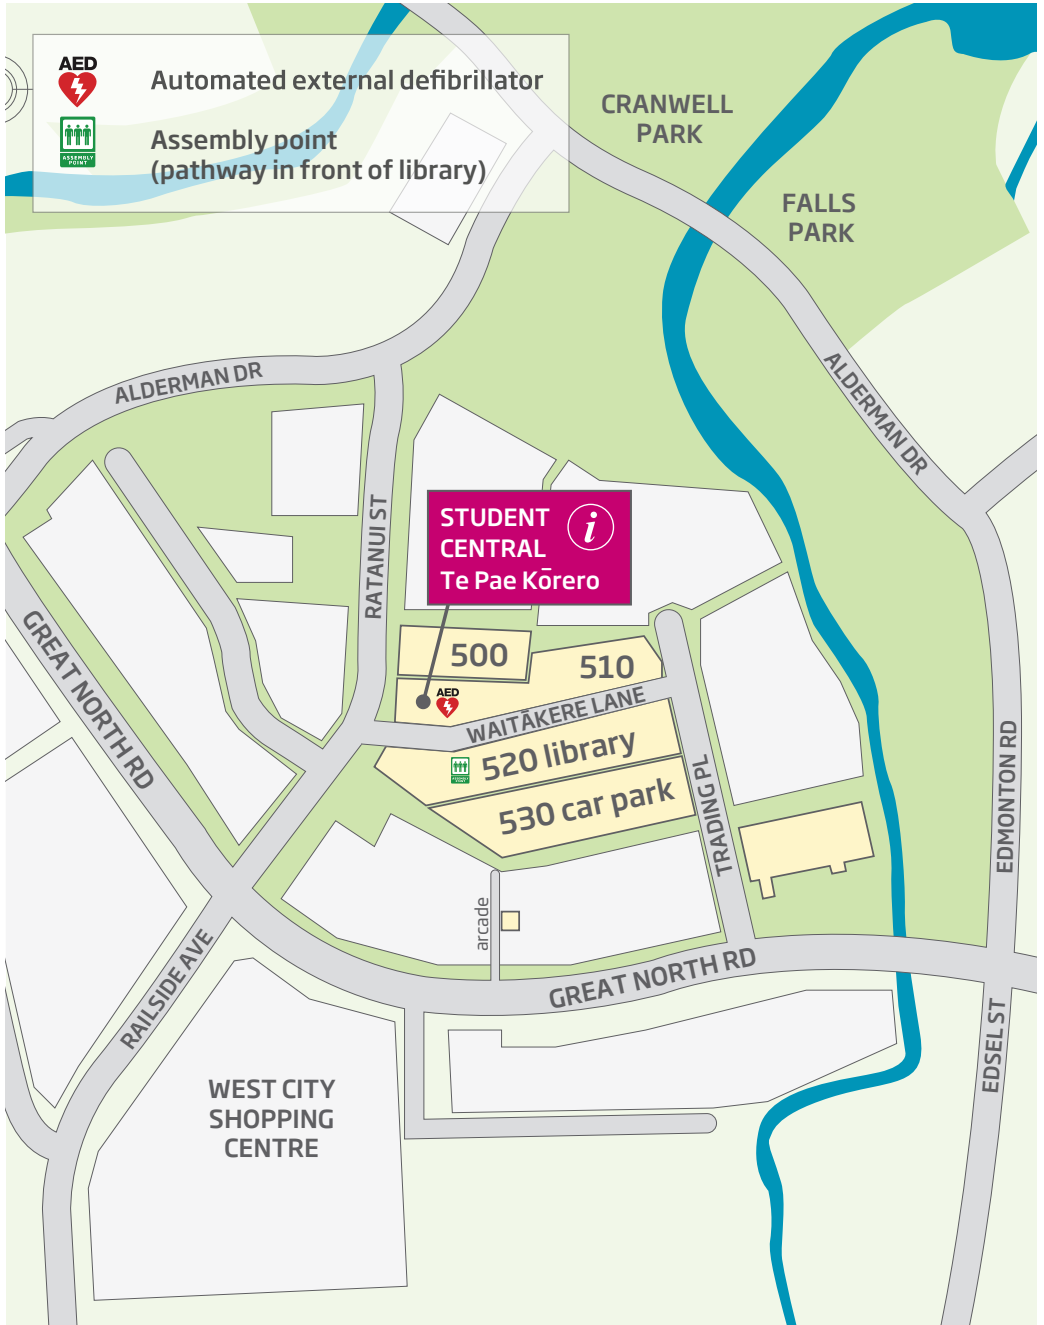 AED
Automated external defibrillator
ASSEMBLY
POINT
Assembly point
(pathway in front of library)
CRANWELL
PARK
FALLS
PARK
ALDERMAN DR
ALDERMAN DR
RATANUI ST
STUDENT
CENTRAL
Te Pae Kōrero
i
GREAT NORTH RD
500
510
AED
WAITĀKERE LANE
520 library
530 car park
TRADING PL
EDMONTON RD
arcade
RAILSIDE AVE
GREAT NORTH RD
EDSEL ST
WEST CITY
SHOPPING
CENTRE